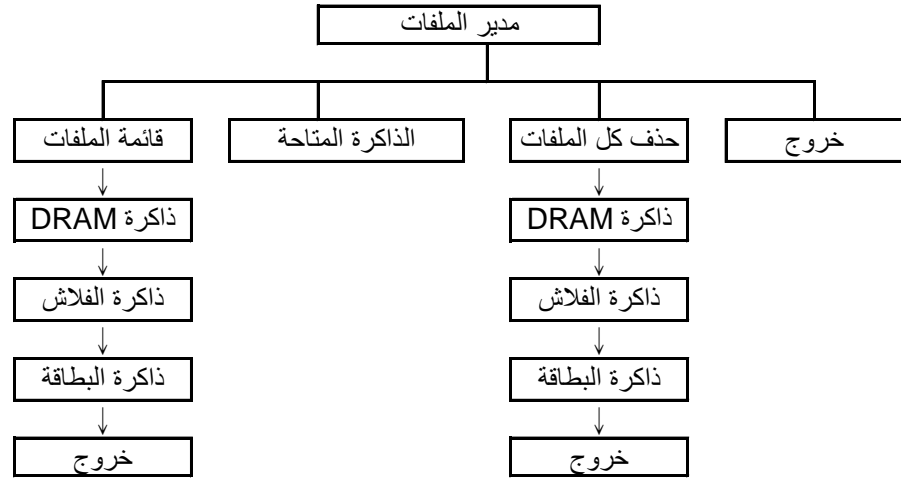 مدير الملفات
قائمة الملفات
الذاكرة المتاحة
حذف كل الملفات
خروج
ذاكرة DRAM
ذاكرة DRAM
ذاكرة الفلاش
ذاكرة الفلاش
ذاكرة البطاقة
ذاكرة البطاقة
خروج
خروج